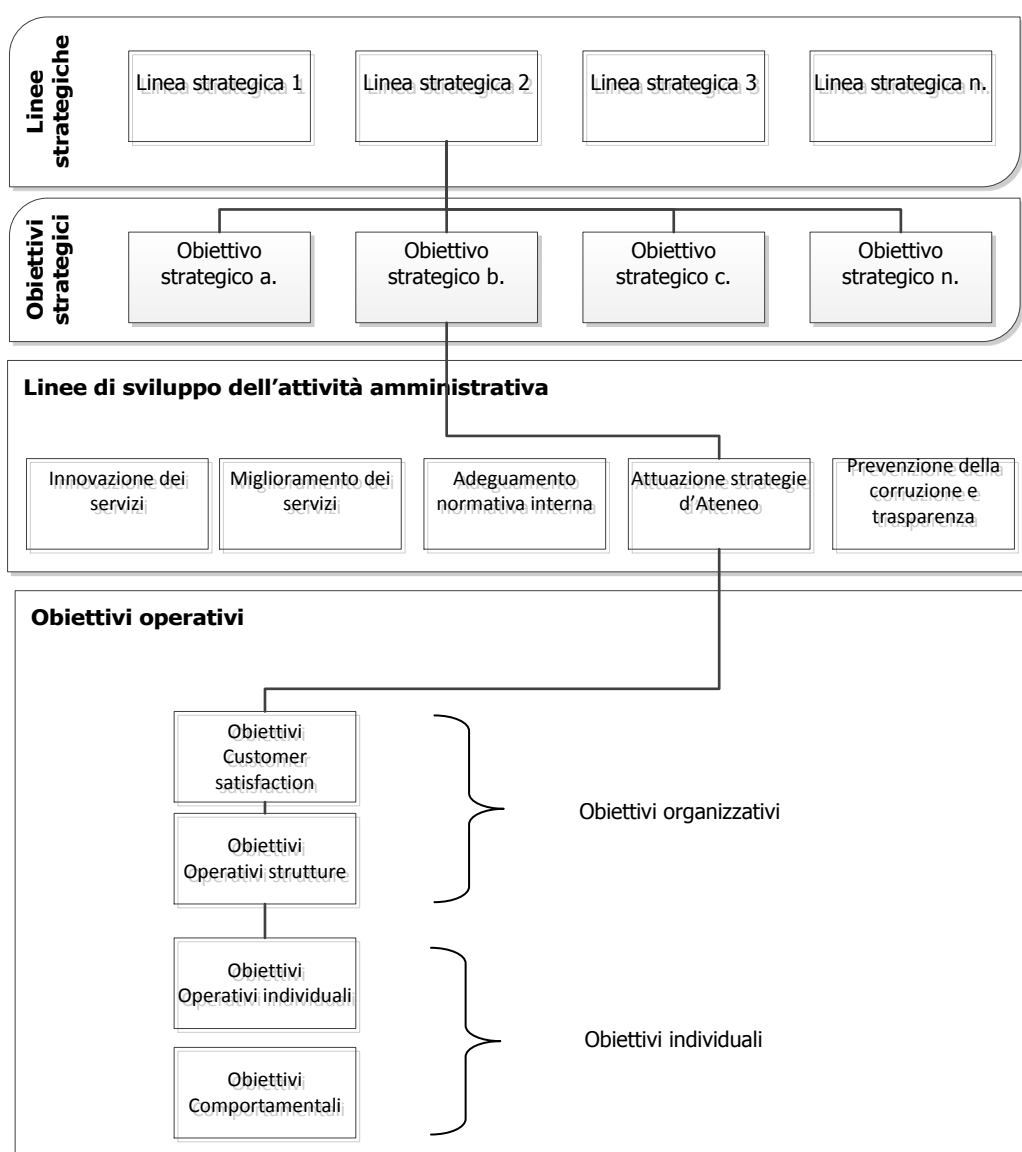 Linee
strategiche
Linea strategica 1
Linea strategica 2
Linea strategica 3
Linea strategica n.
Obiettivi
strategici
Obiettivo
strategico a.
Obiettivo
strategico b.
Obiettivo
strategico c.
Obiettivo
strategico n.
Linee di sviluppo dell’attività amministrativa
Innovazione dei
servizi
Miglioramento dei
servizi
Adeguamento
normativa interna
Attuazione strategie
d’Ateneo
Prevenzione della
corruzione e
trasparenza
Obiettivi operativi
Obiettivi
Customer
satisfaction
Obiettivi
Operativi strutture
Obiettivi organizzativi
Obiettivi
Operativi individuali
Obiettivi
Comportamentali
Obiettivi individuali